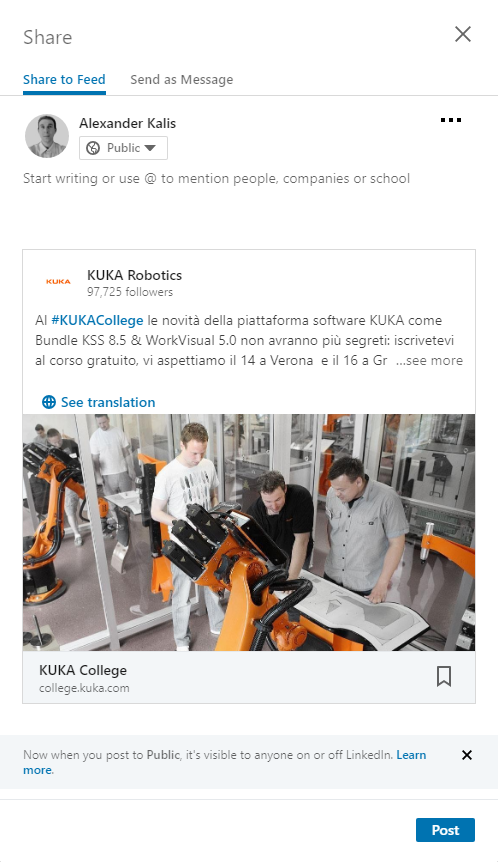 Share
Share to Feed
Send as Message
Alexander Kalis
Public
Start writing or use @ to mention people, companies or school
KUKA
KUKA Robotics
97,725 followers
Al #KUKACollege le novità della piattaforma software KUKA come
Bundle KSS 8.5 & WorkVisual 5.0 non avranno più segreti: iscrivetevi
al corso gratuito, vi aspettiamo il 14 a Verona e il 16 a Gr ...see more
See translation
KUKA College
college.kuka.com
Now when you post to Public, it's visible to anyone on or off LinkedIn. Learn
more.
Post